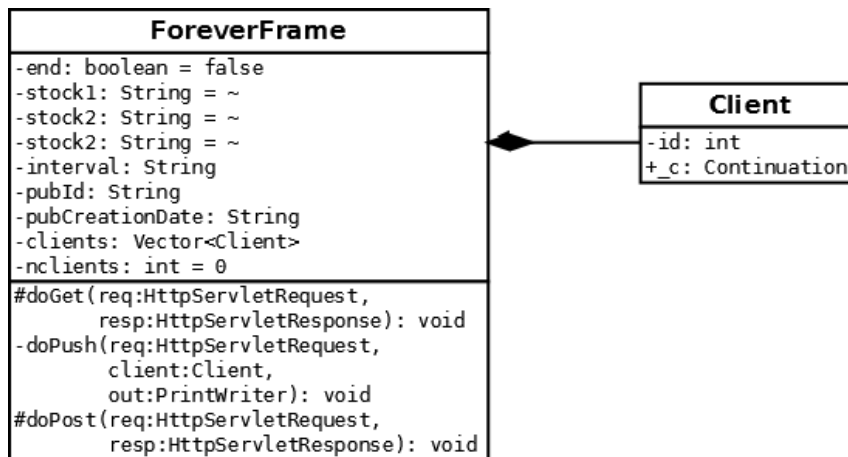 ForeverFrame
-end: boolean = false
-stock1: String = ~
-stock2: String = ~
-stock2: String = ~
-interval: String
-pubId: String
-pubCreationDate: String
-clients: Vector<Client>
-nclients: int = 0
#doGet(req:HttpServletRequest,
resp:HttpServletResponse): void
-doPush(req:HttpServletRequest,
client:Client,
out:PrintWriter): void
#doPost(req:HttpServletRequest,
resp:HttpServletResponse): void
Client
-id: int
+_c: Continuation